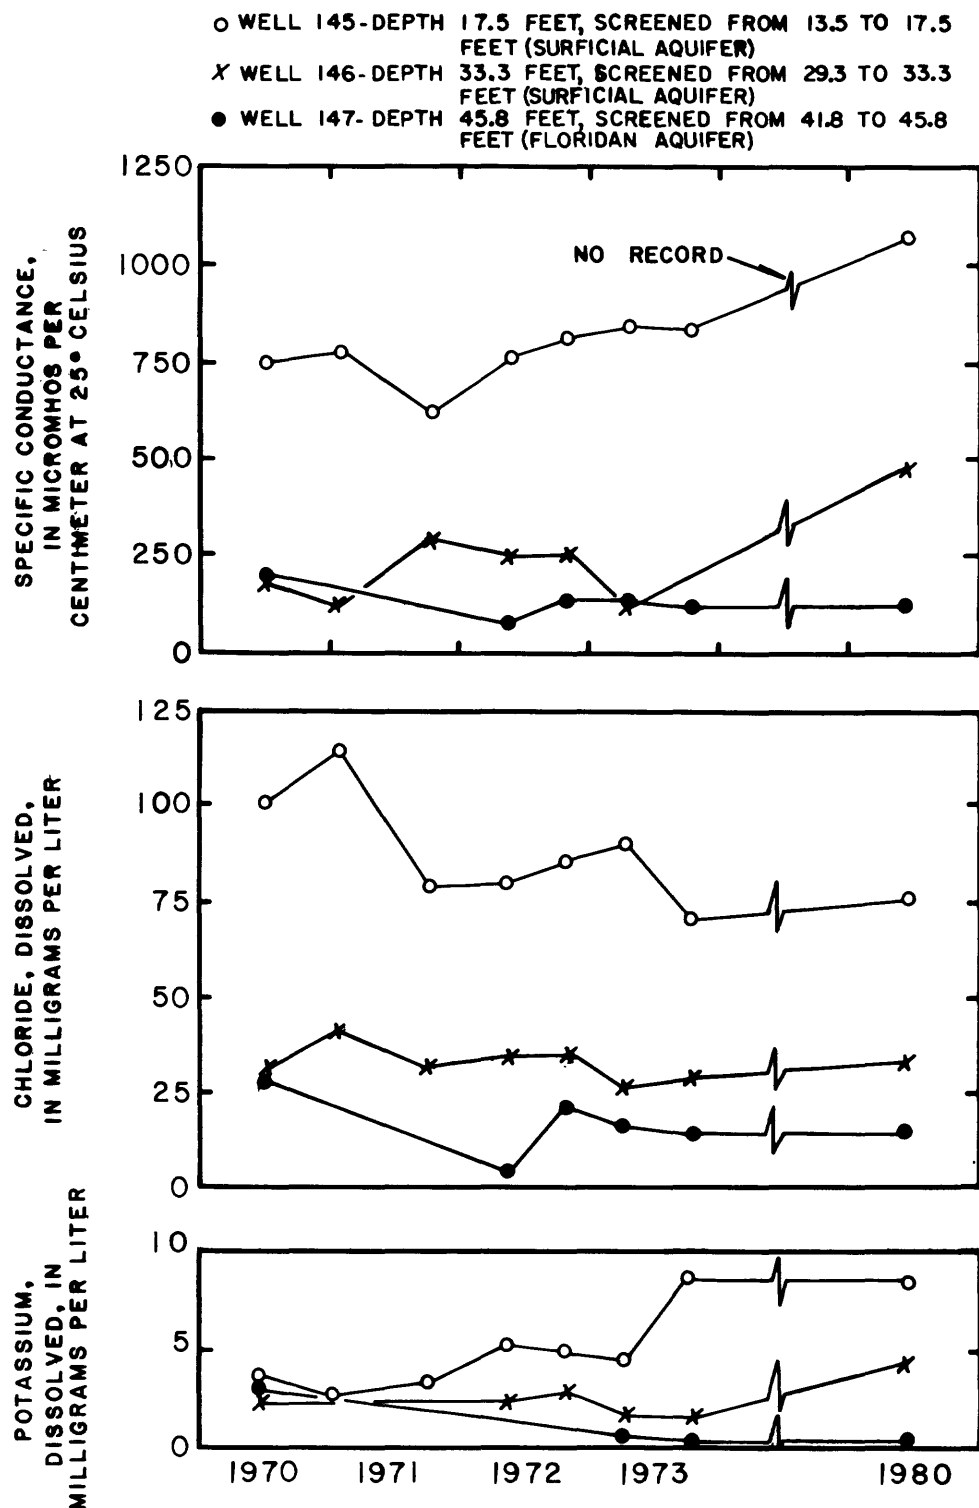 ○ WELL 145-DEPTH 17.5 FEET, SCREENED FROM 13.5 TO 17.5
FEET (SURFICIAL AQUIFER)
X WELL 146-DEPTH 33.3 FEET, SCREENED FROM 29.3 TO 33.3
FEET (SURFICIAL AQUIFER)
● WELL 147-DEPTH 45.8 FEET, SCREENED FROM 41.8 TO 45.8
FEET (FLORIDAN AQUIFER)
SPECIFIC CONDUCTANCE,
IN MICROMHOS PER
CENTIMETER AT 25° CELSIUS
1250
1000
750
500
250
0
NO RECORD
CHLORIDE, DISSOLVED,
IN MILLIGRAMS PER LITER
125
100
75
50
25
0
POTASSIUM,
DISSOLVED, IN
MILLIGRAMS PER LITER
10
5
0
1970 1971 1972 1973 1980